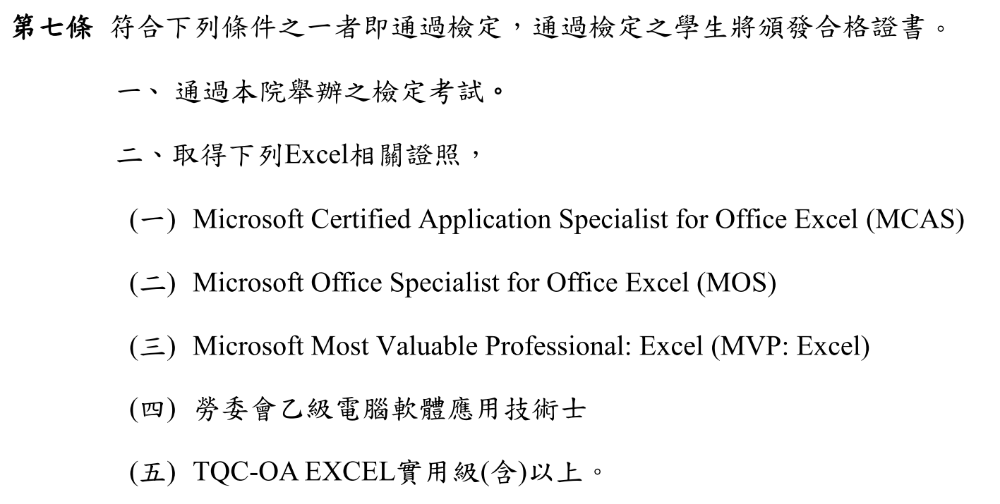 第七條 符合下列條件之一者即通過檢定，通過檢定之學生將頒發合格證書。
一、 通過本院舉辦之檢定考試。
二、取得下列Excel相關證照，
(一) Microsoft Certified Application Specialist for Office Excel (MCAS)
(二) Microsoft Office Specialist for Office Excel (MOS)
(三) Microsoft Most Valuable Professional: Excel (MVP: Excel)
(四) 勞委會乙級電腦軟體應用技術士
(五) TQC-OA EXCEL實用級(含)以上。